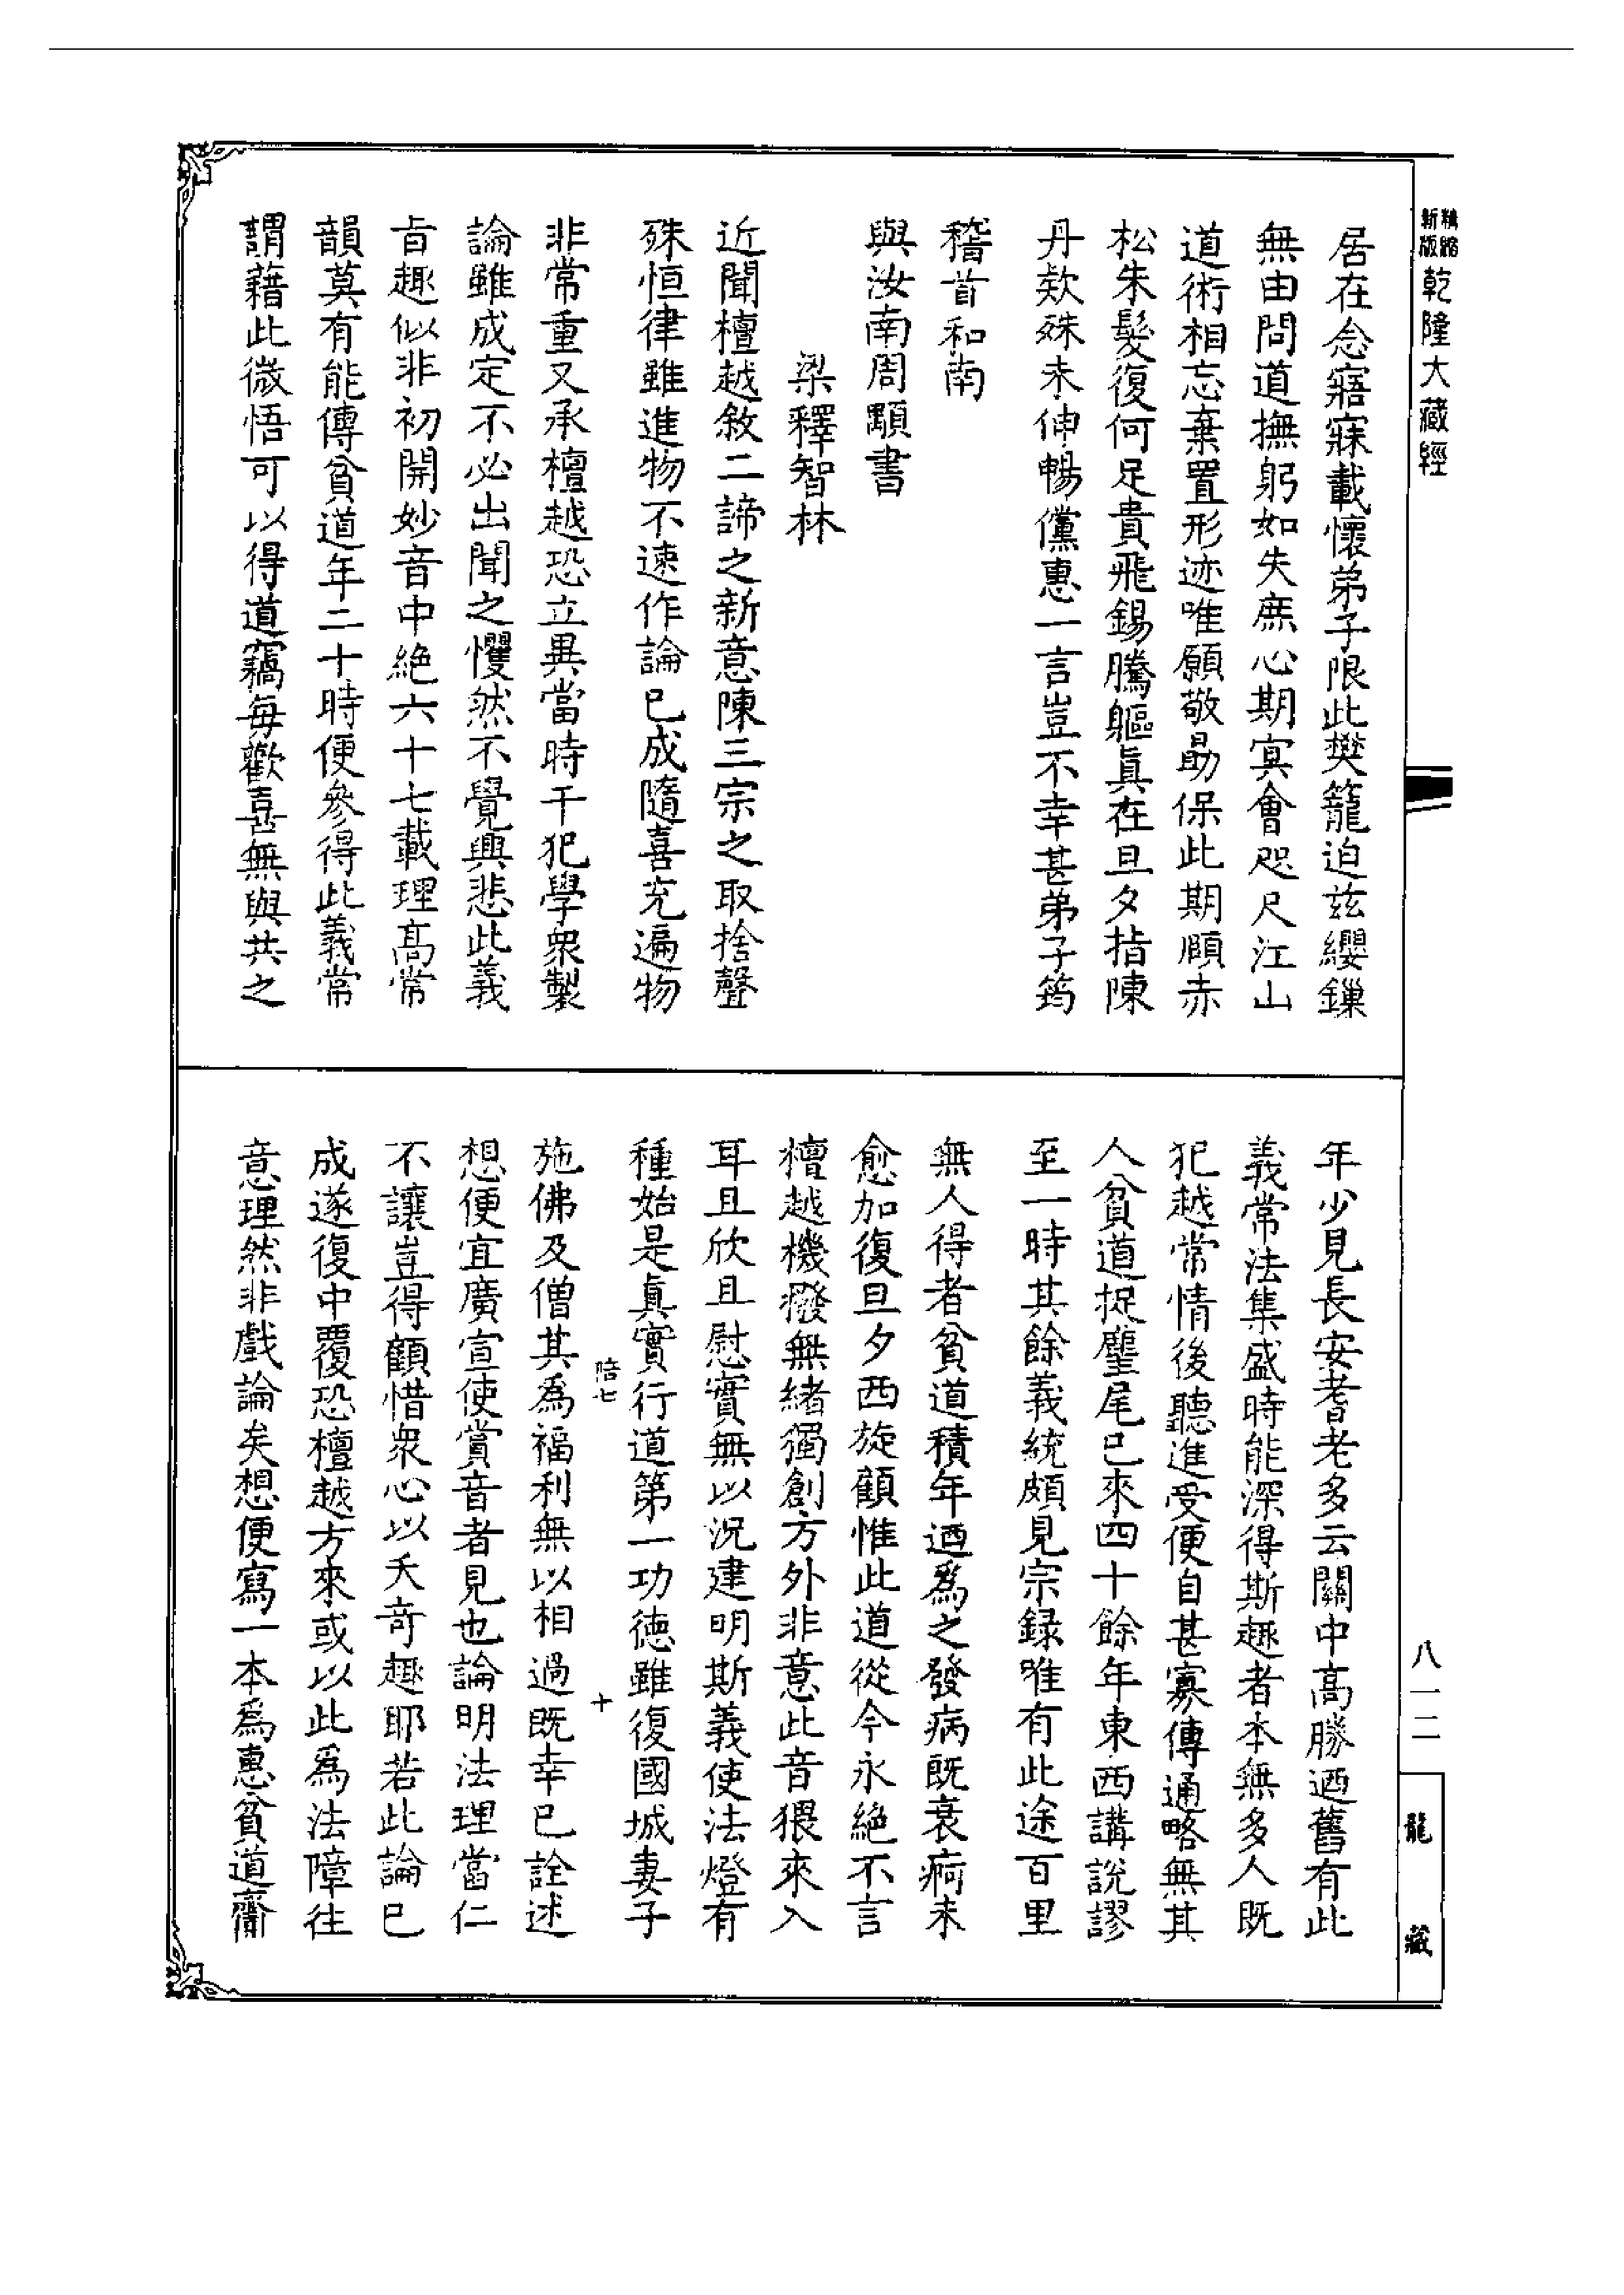 新版精縮乾隆大藏經
居在念寤寐載懷弟子限此樊籠迫茲纓鏁
無由問道撫躬如失庶心期冥會咫尺江山
道術相忘棄置形迹唯願敬勗保此期頤赤
松朱髮復何足貴飛錫騰軀眞在旦夕指陳
丹欵殊未伸暢儻惠一言豈不幸甚弟子筠
稽首和南
與汝南周顒書
梁釋智林
近聞檀越敘二諦之新意陳三宗之取捨聲
殊恒律雖進物不速作論已成隨喜充遍物
非常重又承檀越恐立異當時干犯學衆製
論雖成定不必出聞之懼然不覺興悲此義
旨趣似非初開妙音中絶六十七載理高常
韻莫有能傳貧道年二十時便參得此義常
謂藉此微悟可以得道竊每歡喜無與共之
年少見長安耆老多云關中高勝迺舊有此
義常法集盛時能深得斯趣者本無多人既
犯越常情後聽進受便自甚寡傳通略無其
人貧道捉麈尾已來四十餘年東西講說謬
至一時其餘義統頗見宗録唯有此途百里
無人得者貧道積年迺爲之發病既衰痾未
愈加復旦夕西旋顧惟此道從今永絕不言
檀越機撥無緒獨創方外非意此音猥來入
耳且欣且慰實無以況建明斯義使法燈有
種始是眞實行道第一功德雖復國城妻子
陪七 十
施佛及僧其爲福利無以相過既幸已詮述
想便宜廣宣使賞音者見也論明法理當仁
不讓豈得顧惜衆心以夭奇趣耶若此論已
成遂復中覆恐檀越方來或以此爲法障往
意理然非戲論矣想便寫一本爲惠貧道齎
八一二
龍藏